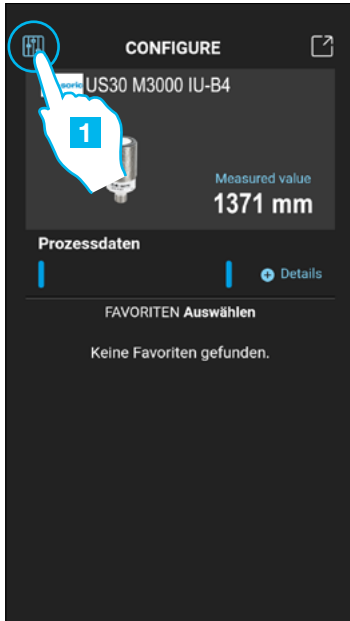 CONFIGURE
US30 M3000 IU-B4
1
Measured value
1371 mm
Prozessdaten
Details
FAVORITEN Auswählen
Keine Favoriten gefunden.